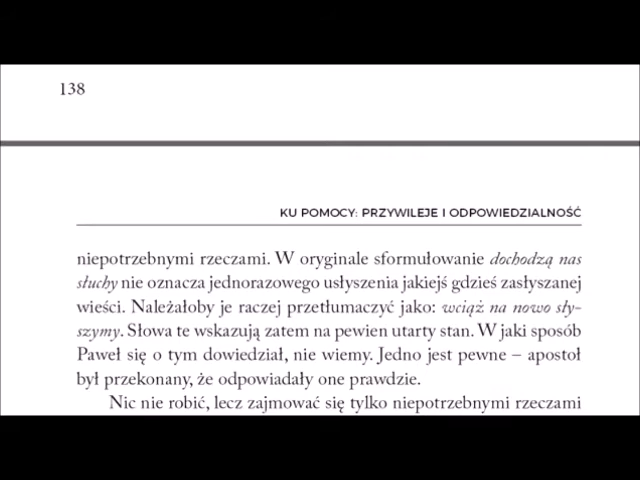 138
KU POMOCY: PRZYWILEJE I ODPOWIEDZIALNOŚĆ
niepotrzebnymi rzeczami. W oryginale sformułowanie dochodzą nas
słuchy nie oznacza jednorazowego usłyszenia jakiejś gdzieś zasłyszanej
wieści. Należałoby je raczej przetłumaczyć jako: wciąż na nowo sły-
szymy. Słowa te wskazują zatem na pewien utarty stan. W jaki sposób
Paweł się o tym dowiedział, nie wiemy. Jedno jest pewne – apostoł
był przekonany, że odpowiadały one prawdzie.
Nic nie robić, lecz zajmować się tylko niepotrzebnymi rzeczami